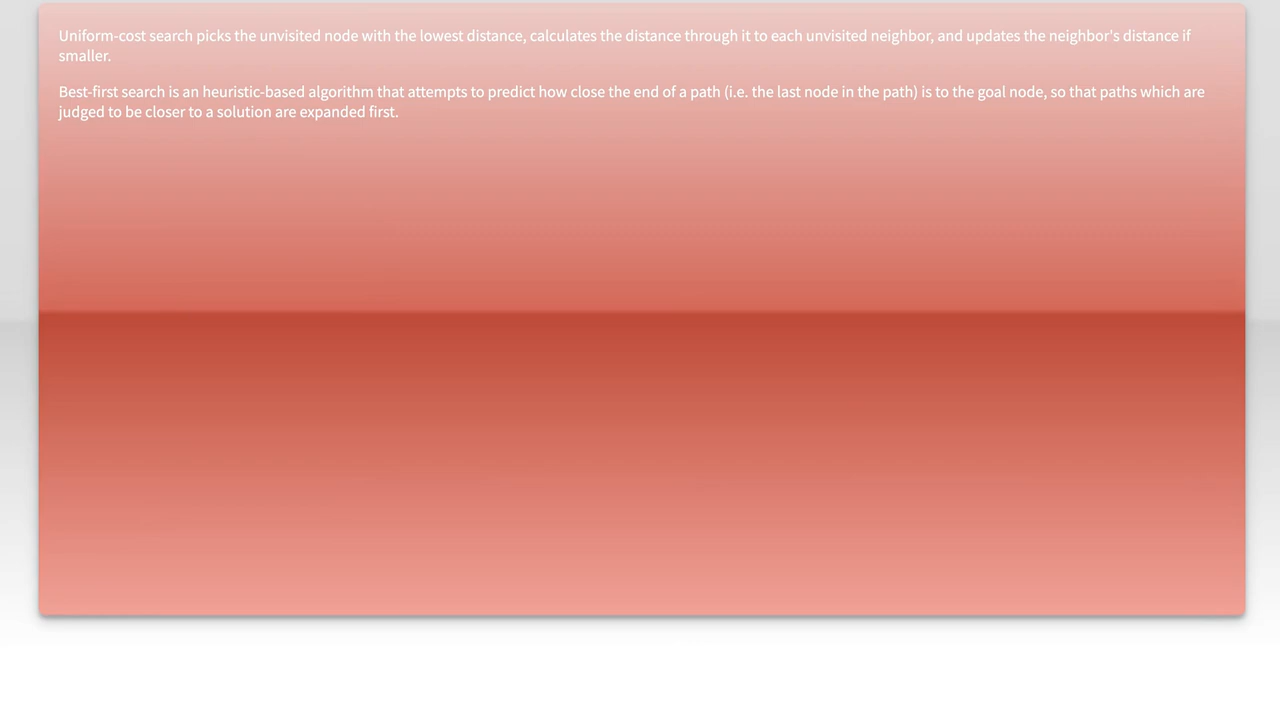 Uniform-cost search picks the unvisited node with the lowest distance, calculates the distance through it to each unvisited neighbor, and updates the neighbor's distance if
smaller.
Best-first search is an heuristic-based algorithm that attempts to predict how close the end of a path (i.e. the last node in the path) is to the goal node, so that paths which are
judged to be closer to a solution are expanded first.